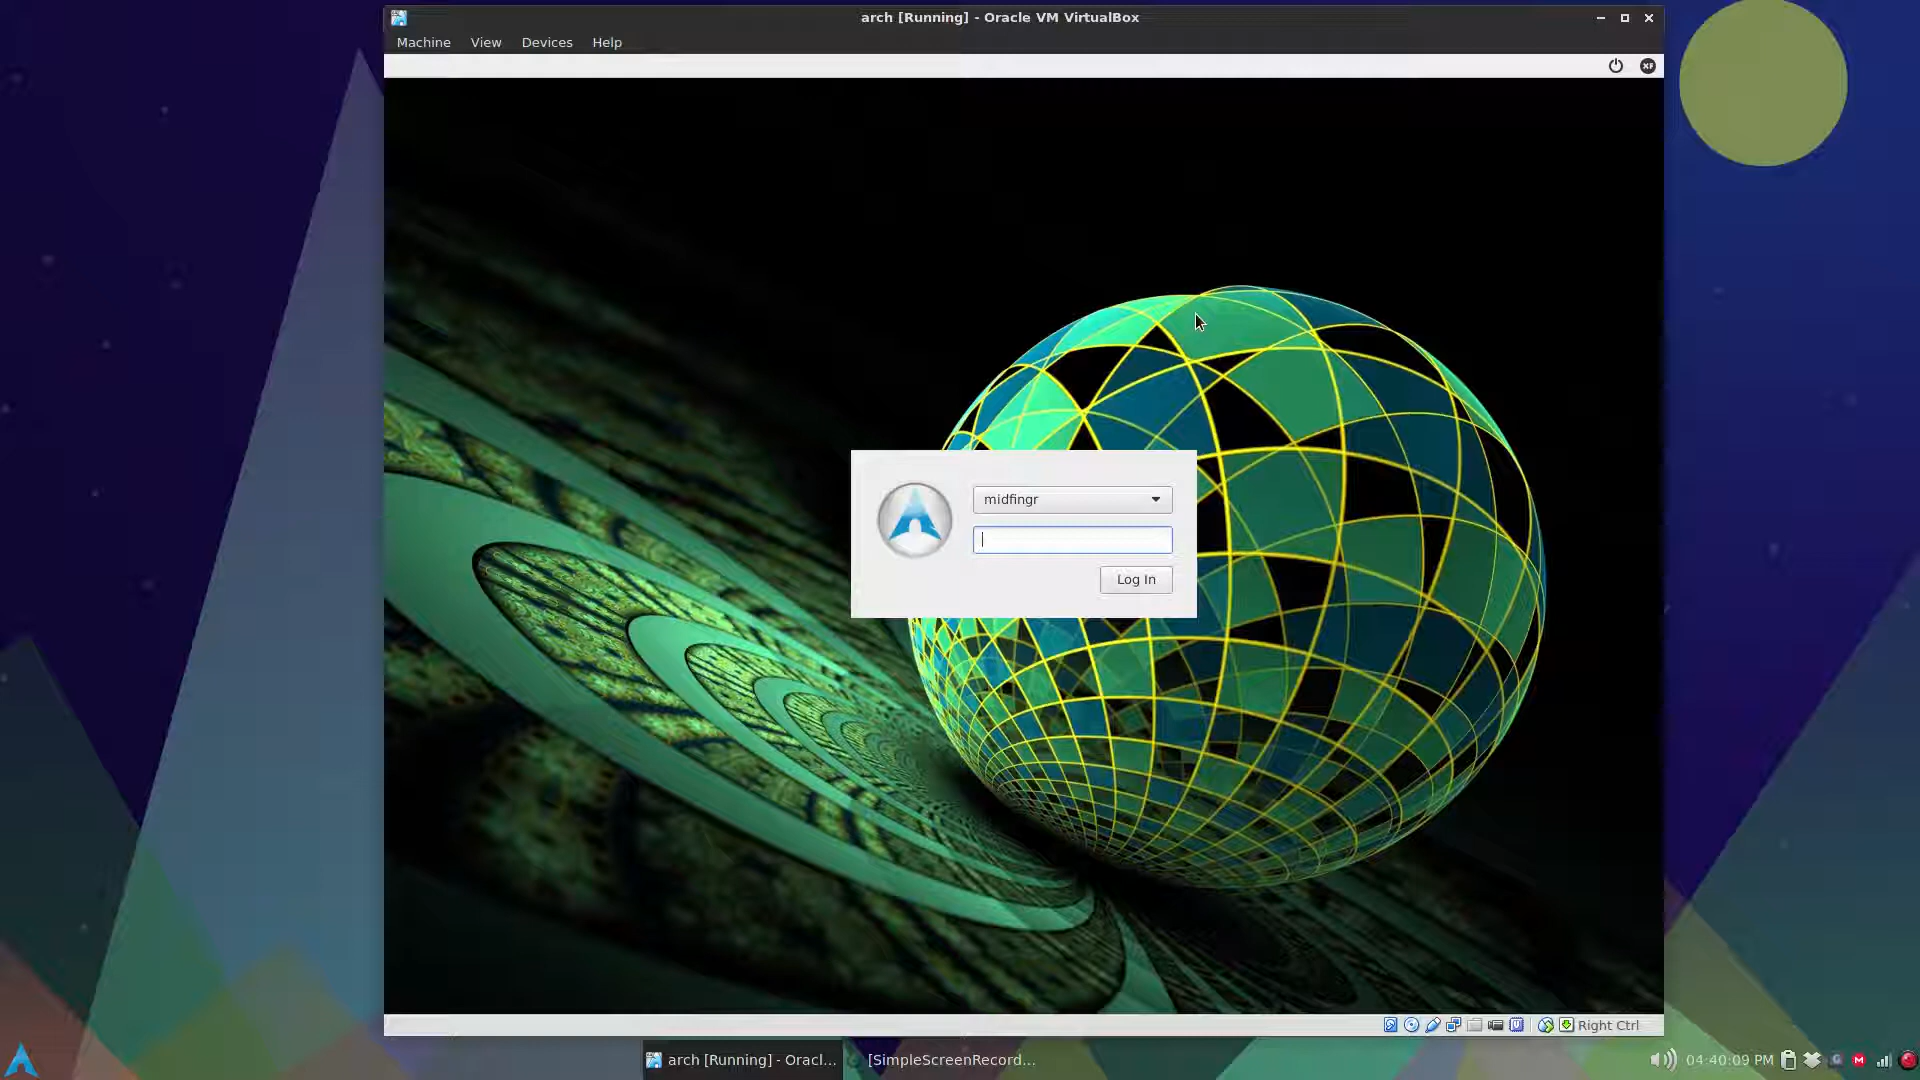 arch [Running] - Oracle VM VirtualBox
Machine View Devices Help
midfingr
Log In
Right Ctrl
arch [Running] - Oracl... [SimpleScreenRecord...
04:40:09 PM